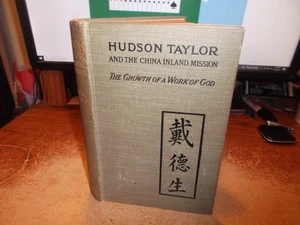 HUDSON TAYLOR
AND THE CHINA INLAND MISSION
THE GROWTH OF A WORK OF GOD
戴
德
生